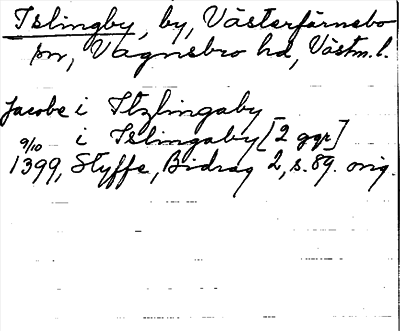 Islingby, by, Västerfärnebo
sn, Vagnsbro hd, Västm.l.
Jacobe i Itzlingaby
i Islingaby [2 ggr]
9/10
1399, Styffe, Bidrag 2, s. 89. orig.